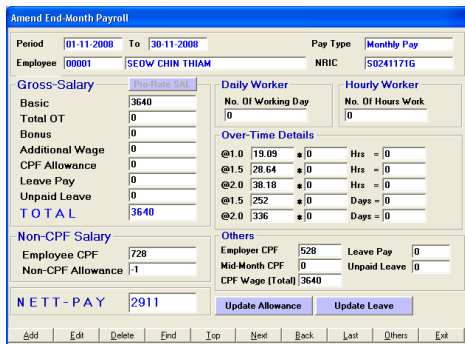 Amend End-Month Payroll
Period 01-11-2008 To 30-11-2008 Pay Type Monthly Pay
Employee 00001 SEOW CHIN THIAM NRIC S0241171G
Gross-Salary Pro-Rate SAL
Basic 3640
Total OT 0
Bonus 0
Additional Wage 0
CPF Allowance 0
Leave Pay 0
Unpaid Leave 0
TOTAL 3640
Daily Worker
No. Of Working Day
0
Hourly Worker
No. Of Hours Work
0
Over-Time Details
@1.0 19.09 * 0 Hrs = 0
@1.5 28.64 * 0 Hrs = 0
@2.0 38.18 * 0 Hrs = 0
@1.5 252 * 0 Days = 0
@2.0 336 * 0 Days = 0
Non-CPF Salary
Employee CPF 728
Non-CPF Allowance -1
Others
Employer CPF 528 Leave Pay 0
Mid-Month CPF 0 Unpaid Leave 0
CPF Wage (Total) 3640
NETT-PAY 2911
Update Allowance Update Leave
Add Edit Delete Find Top Next Back Last Others Exit